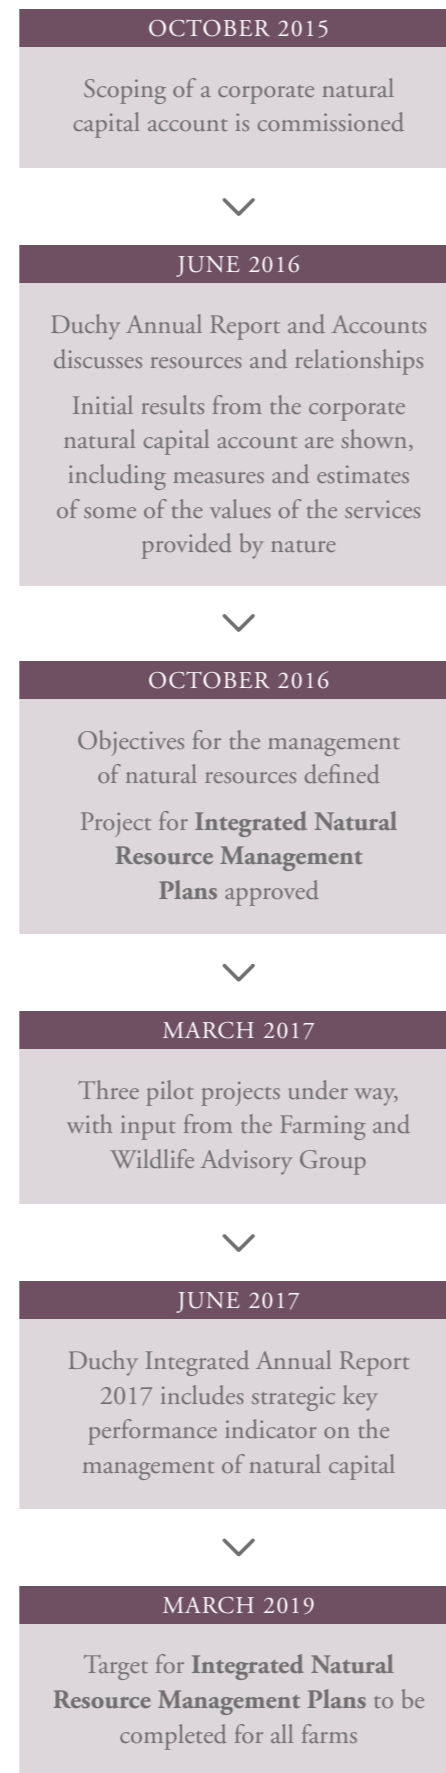 OCTOBER 2015
Scoping of a corporate natural
capital account is commissioned
JUNE 2016
Duchy Annual Report and Accounts
discusses resources and relationships
Initial results from the corporate
natural capital account are shown,
including measures and estimates
of some of the values of the services
provided by nature
OCTOBER 2016
Objectives for the management
of natural resources defined
Project for Integrated Natural
Resource Management
Plans approved
MARCH 2017
Three pilot projects under way,
with input from the Farming and
Wildlife Advisory Group
JUNE 2017
Duchy Integrated Annual Report
2017 includes strategic key
performance indicator on the
management of natural capital
MARCH 2019
Target for Integrated Natural
Resource Management Plans to be
completed for all farms